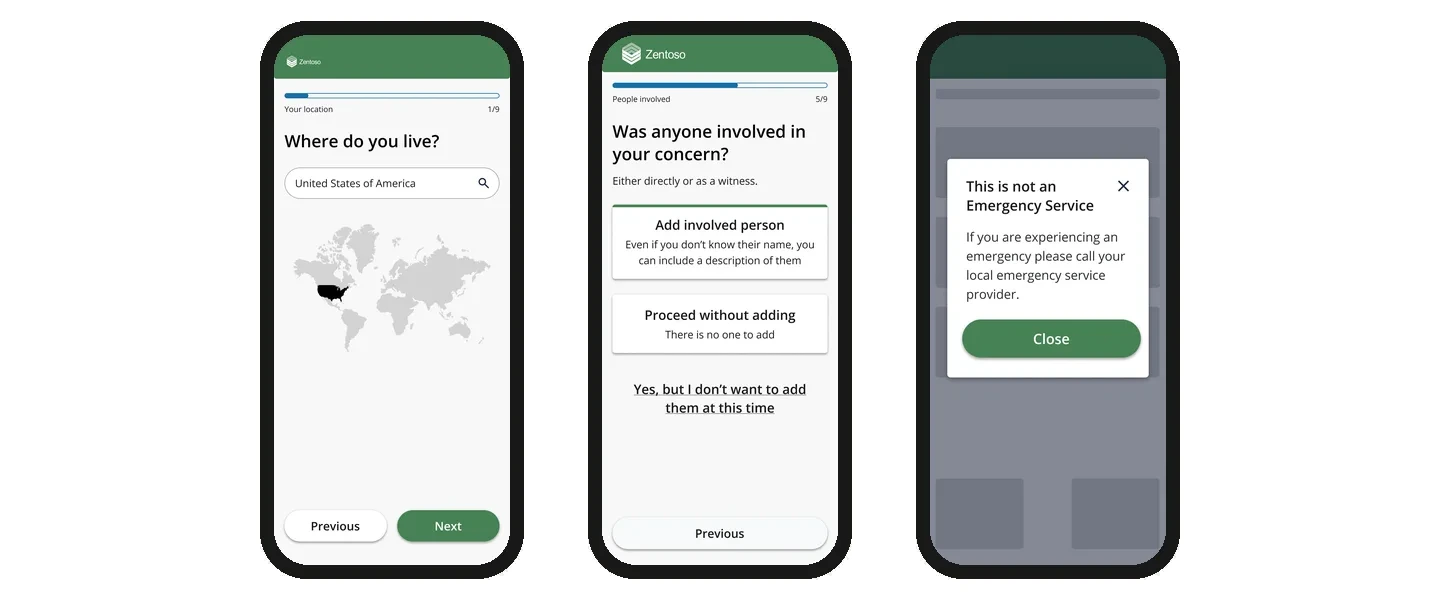 Zentoso
Your location
1/9
Where do you live?
United States of America
Previous
Next
Zentoso
People involved
5/9
Was anyone involved in
your concern?
Either directly or as a witness.
Add involved person
Even if you don’t know their name, you
can include a description of them
Proceed without adding
There is no one to add
Yes, but I don’t want to add
them at this time
Previous
This is not an
Emergency Service
If you are experiencing an
emergency please call your
local emergency service
provider.
Close